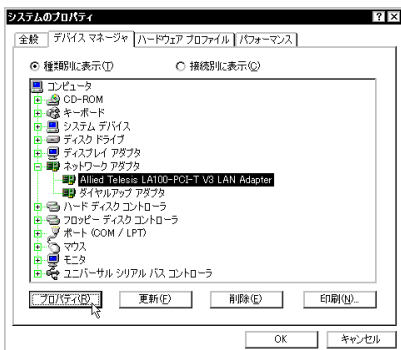 システムのプロパティ
全般 デバイス マネージャ ハードウェア プロファイル パフォーマンス
種類別に表示(T) 接続別に表示(C)
コンピュータ
CD-ROM
キーボード
システム デバイス
ディスク ドライブ
ディスプレイ アダプタ
ネットワーク アダプタ
Allied Telesis LA100-PCI-T V3 LAN Adapter
ダイヤルアップ アダプタ
ハード ディスク コントローラ
フロッピー ディスク コントローラ
ポート (COM / LPT)
マウス
モニタ
ユニバーサル シリアル バス コントローラ
プロパティ(R) 更新(F) 削除(E) 印刷(N)...
OK キャンセル